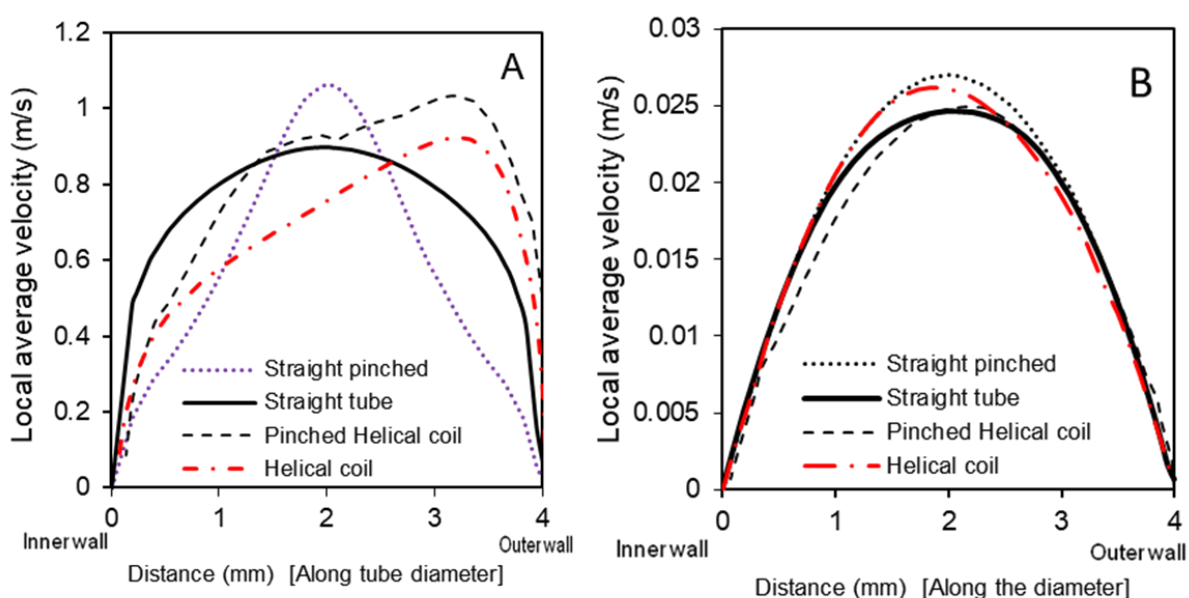 A
Local average velocity (m/s)
1.2
1
0.8
0.6
0.4
0.2
0
Straight pinched
Straight tube
Pinched Helical coil
Helical coil
0 1 2 3 4
Innerwall Outerwall
Distance (mm) [Along tube diameter]
B
Local average velocity (m/s)
0.03
0.025
0.02
0.015
0.01
0.005
0
Straight pinched
Straight tube
Pinched Helical coil
Helical coil
0 1 2 3 4
Inner wall Outer wall
Distance (mm) [Along the diameter]